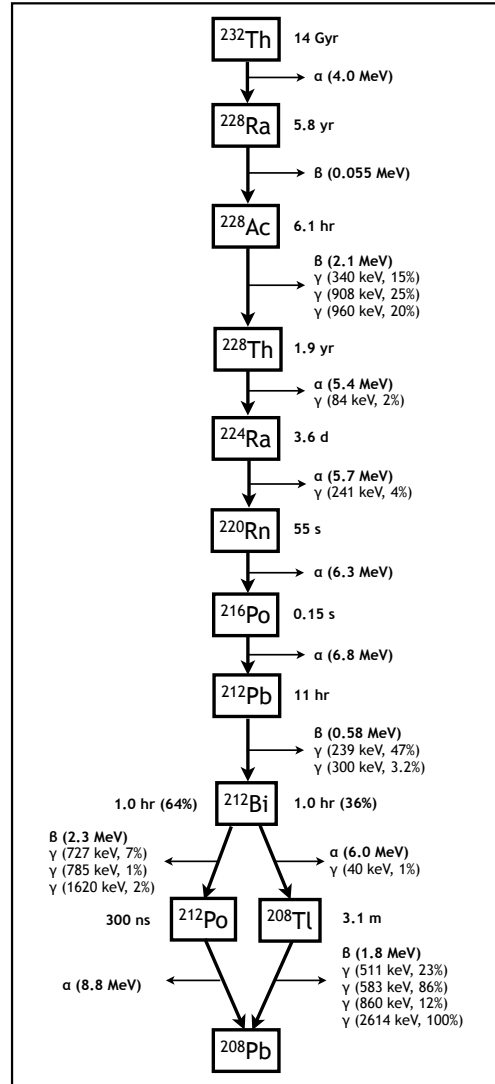 ²³²Th 14 Gyr
α (4.0 MeV)
²²⁸Ra 5.8 yr
β (0.055 MeV)
²²⁸Ac 6.1 hr
β (2.1 MeV)
γ (340 keV, 15%)
γ (908 keV, 25%)
γ (960 keV, 20%)
²²⁸Th 1.9 yr
α (5.4 MeV)
γ (84 keV, 2%)
²²⁴Ra 3.6 d
α (5.7 MeV)
γ (241 keV, 4%)
²²⁰Rn 55 s
α (6.3 MeV)
²¹⁶Po 0.15 s
α (6.8 MeV)
²¹²Pb 11 hr
β (0.58 MeV)
γ (239 keV, 47%)
γ (300 keV, 3.2%)
1.0 hr (64%) ²¹²Bi 1.0 hr (36%)
β (2.3 MeV)
γ (727 keV, 7%)
γ (785 keV, 1%)
γ (1620 keV, 2%)
α (6.0 MeV)
γ (40 keV, 1%)
300 ns ²¹²Po ²⁰⁸Tl 3.1 m
α (8.8 MeV)
β (1.8 MeV)
γ (511 keV, 23%)
γ (583 keV, 86%)
γ (860 keV, 12%)
γ (2614 keV, 100%)
²⁰⁸Pb